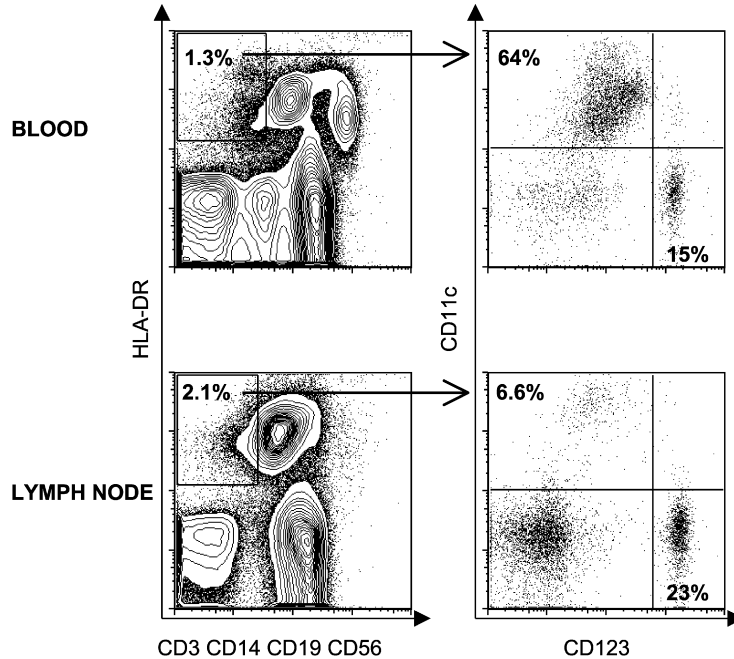 1.3%
64%
BLOOD
15%
HLA-DR
CD11c
2.1%
6.6%
LYMPH NODE
23%
CD3 CD14 CD19 CD56
CD123